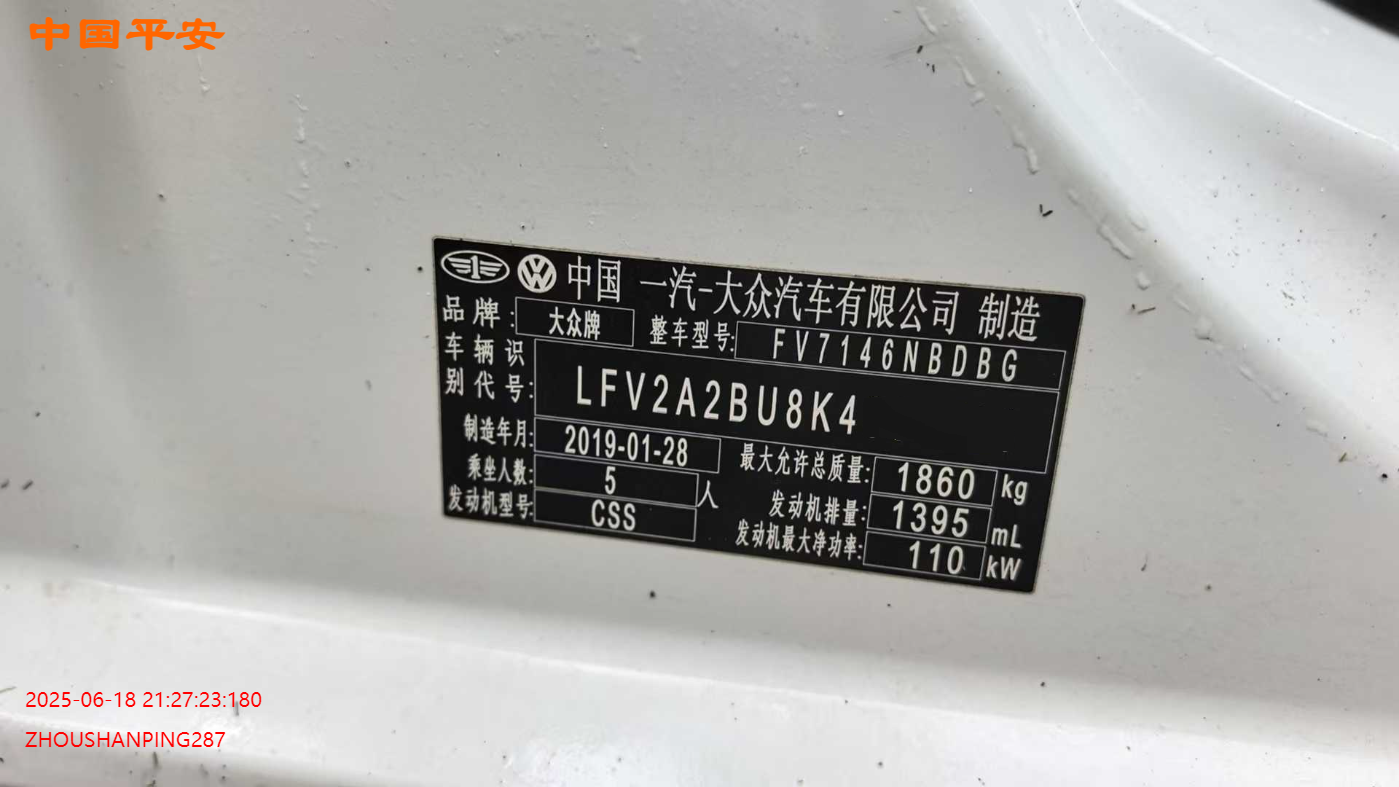 中国平安
中国 一汽-大众汽车有限公司 制造
品牌: 大众牌 整车型号: FV7146NBDBG
车辆识
别代号: LFV2A2BU8K4
制造年月: 2019-01-28 最大允许总质量: 1860 kg
乘坐人数: 5 人 发动机排量: 1395 mL
发动机型号: CSS 发动机最大净功率: 110 kW
2025-06-18 21:27:23:180
ZHOUSHANPING287